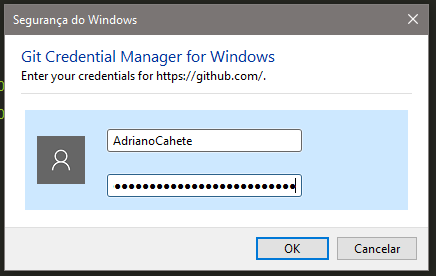 Segurança do Windows
Git Credential Manager for Windows
Enter your credentials for https://github.com/.
AdrianoCahete
●●●●●●●●●●●●●●●●●●●●●●●●●●
OK
Cancelar